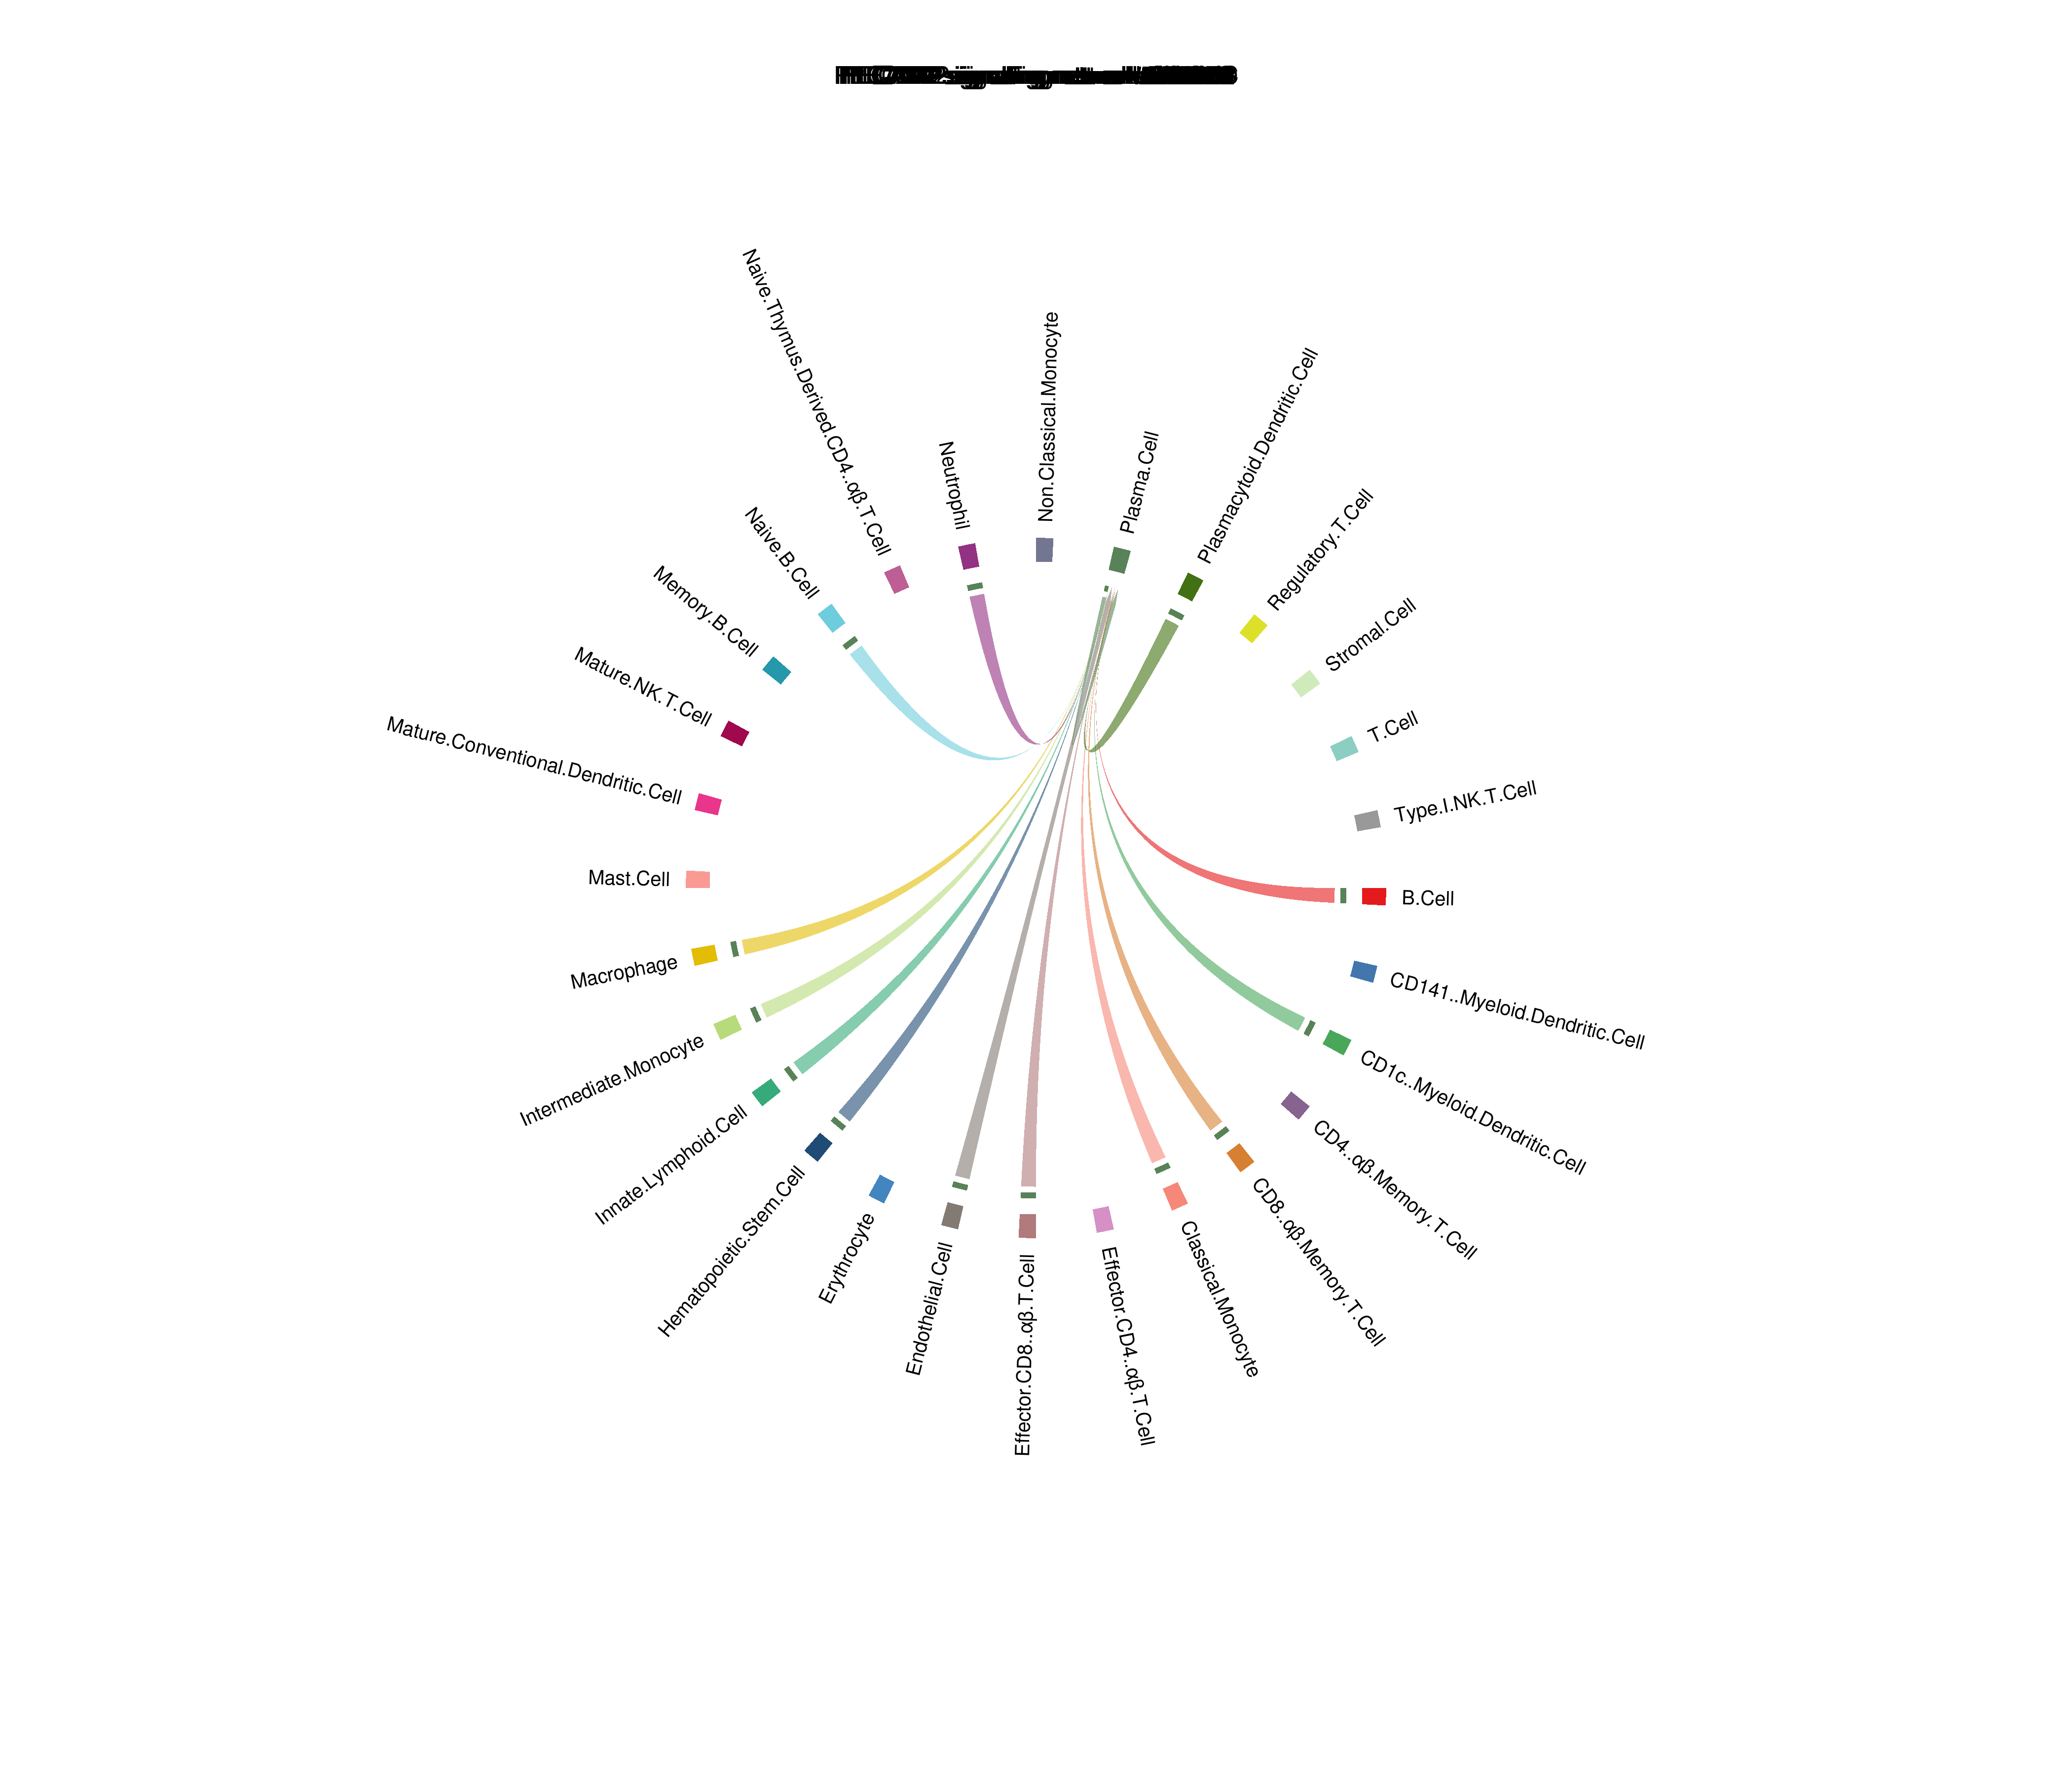 Naive.Thymus.Derived.CD4..αβ.T.Cell
Neutrophil
Non.Classical.Monocyte
Plasma.Cell
Plasmacytoid.Dendritic.Cell
Regulatory.T.Cell
Stromal.Cell
T.Cell
Type.I.NK.T.Cell
B.Cell
CD141..Myeloid.Dendritic.Cell
CD1c..Myeloid.Dendritic.Cell
CD4..αβ.Memory.T.Cell
CD8..αβ.Memory.T.Cell
Classical.Monocyte
Effector.CD4..αβ.T.Cell
Effector.CD8..αβ.T.Cell
Endothelial.Cell
Erythrocyte
Hematopoietic.Stem.Cell
Innate.Lymphoid.Cell
Intermediate.Monocyte
Macrophage
Mast.Cell
Mature.Conventional.Dendritic.Cell
Mature.NK.T.Cell
Memory.B.Cell
Naive.B.Cell